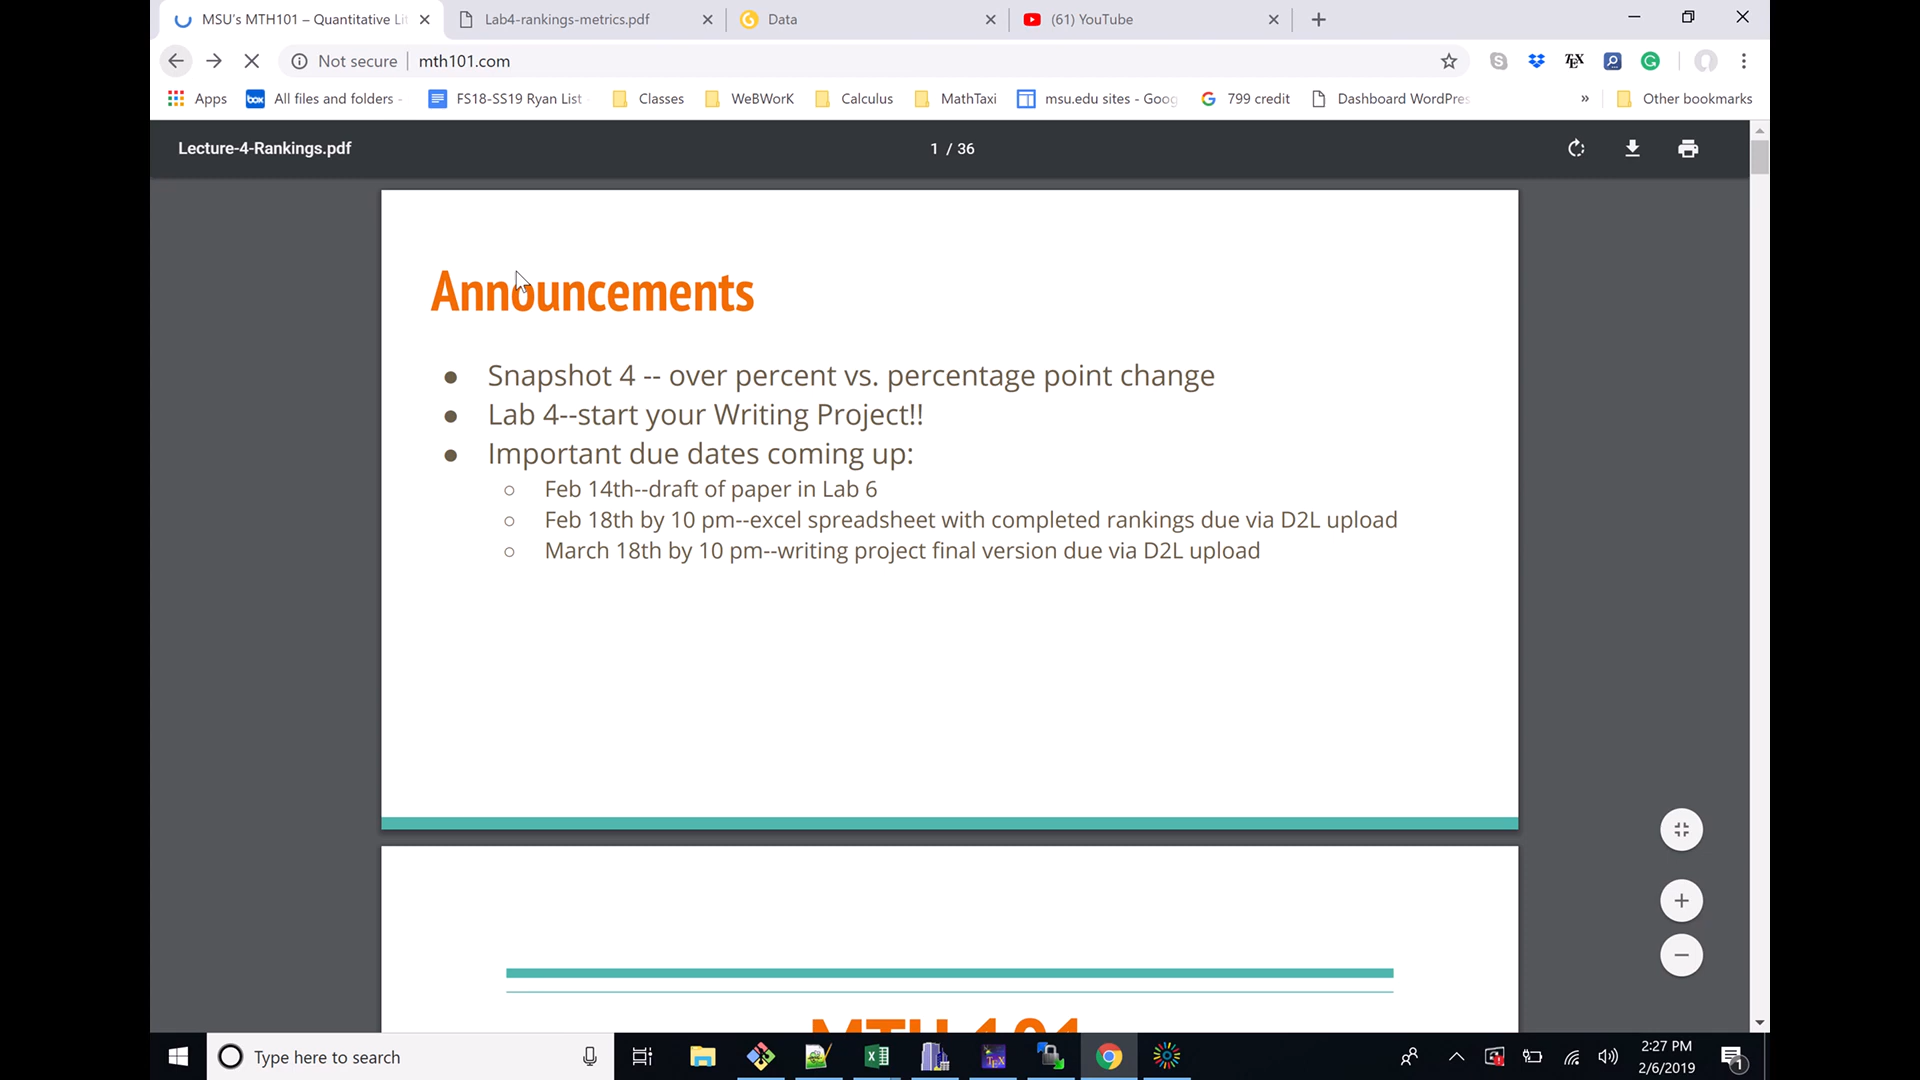 MSU's MTH101 – Quantitative Lit
Lab4-rankings-metrics.pdf
Data
(61) YouTube
Not secure
mth101.com
Apps
box
All files and folders -
FS18-SS19 Ryan List
Classes
WeBWorK
Calculus
MathTaxi
msu.edu sites - Goog
799 credit
Dashboard WordPres
»
Other bookmarks
Lecture-4-Rankings.pdf
1 / 36
Announcements
● Snapshot 4 -- over percent vs. percentage point change
● Lab 4--start your Writing Project!!
● Important due dates coming up:
○ Feb 14th--draft of paper in Lab 6
○ Feb 18th by 10 pm--excel spreadsheet with completed rankings due via D2L upload
○ March 18th by 10 pm--writing project final version due via D2L upload
MTH 101
Type here to search
2:27 PM
2/6/2019
1